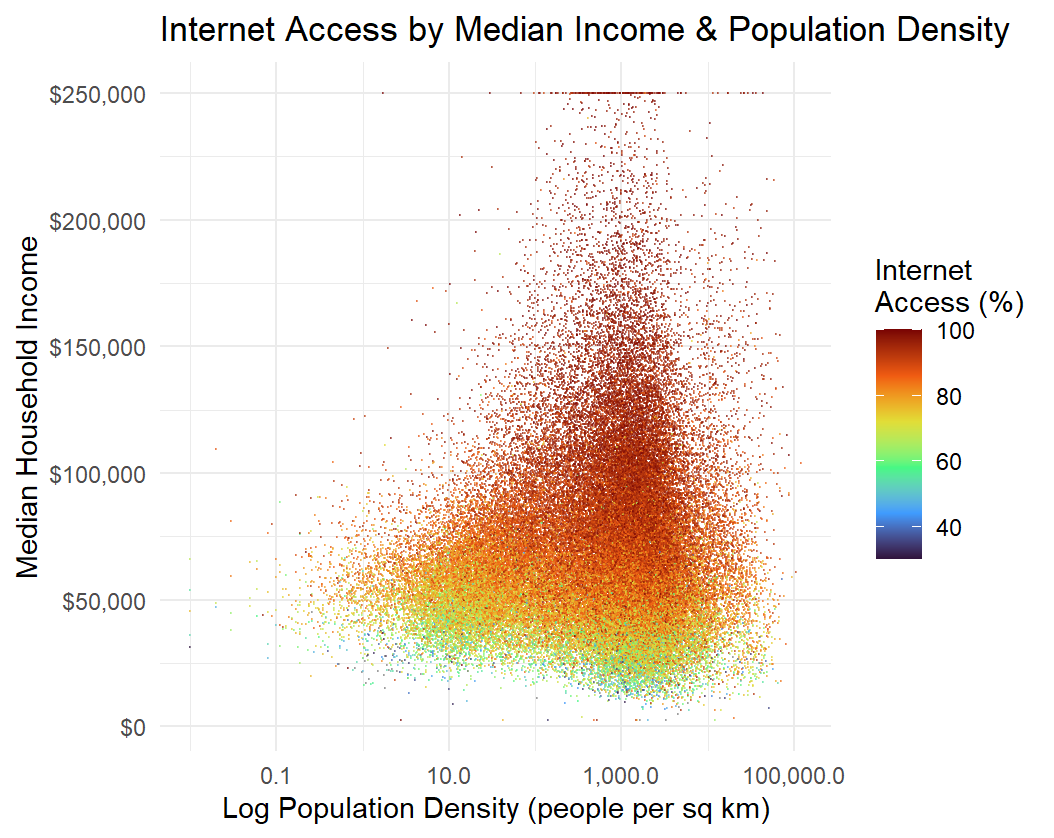 Internet Access by Median Income & Population Density
$250,000
$200,000
$150,000
$100,000
$50,000
$0
Median Household Income
0.1
10.0
1,000.0
100,000.0
Log Population Density (people per sq km)
Internet
Access (%)
100
80
60
40